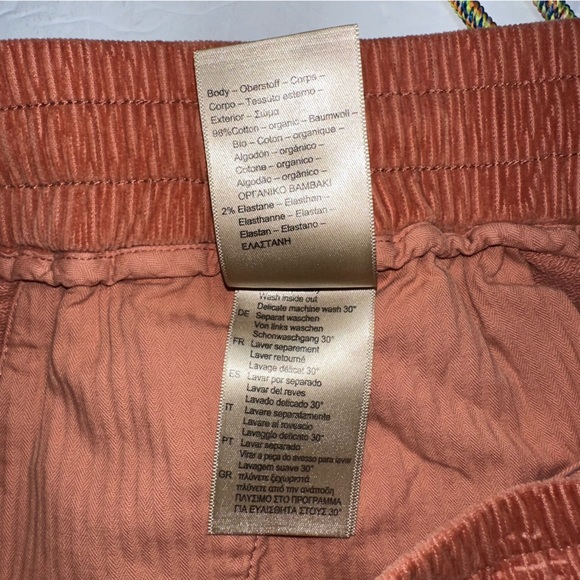 Body – Oberstoff – Corps –
Corpo – Tessuto esterno –
Exterior – Σωμα
98%Cotton – organic – Baumwoll –
Bio – Coton – organique –
Algodón – orgánico –
Cotone – organico –
Algodão – orgânico –
ΟΡΓΑΝΙΚΟ ΒΑΜΒΑΚΙ
2% Elastane – Elasthan –
Elasthanne – Elastan –
Elastan – Elastano –
ΕΛΑΣΤΑΝΗ
Wash inside out
Delicate machine wash 30°
DE Separat waschen
Von links waschen
Schonwaschgang 30°
FR Laver separement
Laver retourné
Lavage délicat 30°
ES Lavar por separado
Lavar del reves
Lavado delicado 30°
IT Lavare separatamente
Lavare al rovescio
Lavaggio delicato 30°
PT Lavar separado
Virar a peça do avesso para lavar
Lavagem suave 30°
GR πλύνετε ξεχωριστά
πλύνετε από την ανάποδη
ΠΛΥΣΙΜΟ ΣΤΟ ΠΡΟΓΡΑΜΜΑ
ΓΙΑ ΕΥΑΙΣΘΗΤΑ ΣΤΟΥΣ 30°